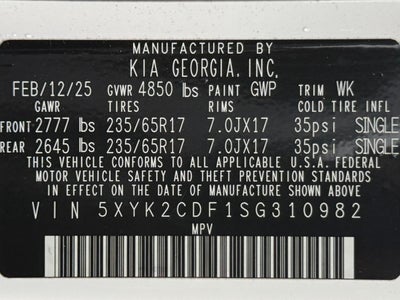 MANUFACTURED BY
KIA GEORGIA, INC.
FEB/12/25 GVWR 4850 lbs PAINT GWP TRIM WK
GAWR TIRES RIMS COLD TIRE INFL
FRONT 2777 lbs 235/65R17 7.0JX17 35psi SINGLE
REAR 2645 lbs 235/65R17 7.0JX17 35psi SINGLE
THIS VEHICLE CONFORMS TO ALL APPLICABLE U.S.A. FEDERAL
MOTOR VEHICLE SAFETY AND THEFT PREVENTION STANDARDS
IN EFFECT ON THE DATE OF MANUFACTURE SHOWN ABOVE
VIN 5XYK2CDF1SG310982
MPV